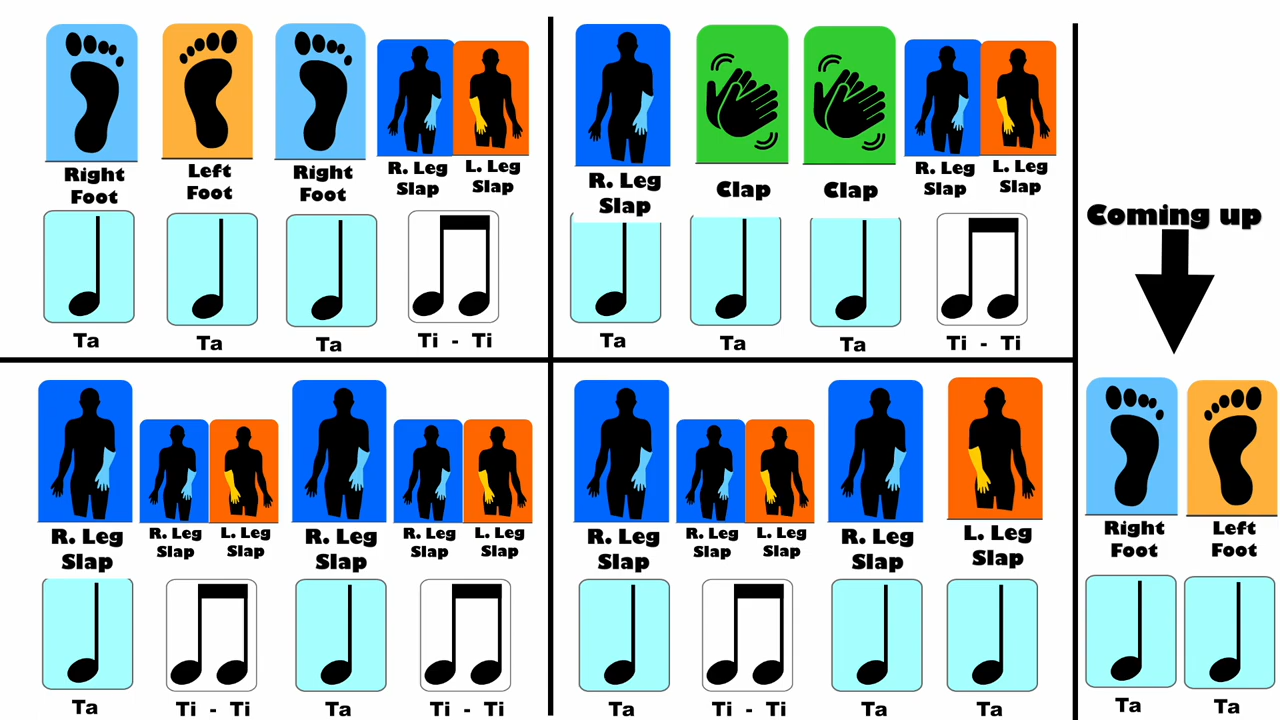 Right
Foot
Left
Foot
Right
Foot
R. Leg
Slap
L. Leg
Slap
Ta
Ta
Ta
Ti - Ti
R. Leg
Slap
Clap
Clap
R. Leg
Slap
L. Leg
Slap
Ta
Ta
Ta
Ti - Ti
R. Leg
Slap
R. Leg
Slap
L. Leg
Slap
R. Leg
Slap
R. Leg
Slap
L. Leg
Slap
Ta
Ti - Ti
Ta
Ti - Ti
R. Leg
Slap
R. Leg
Slap
L. Leg
Slap
R. Leg
Slap
L. Leg
Slap
Ta
Ti - Ti
Ta
Ta
Coming up
Right
Foot
Left
Foot
Ta
Ta